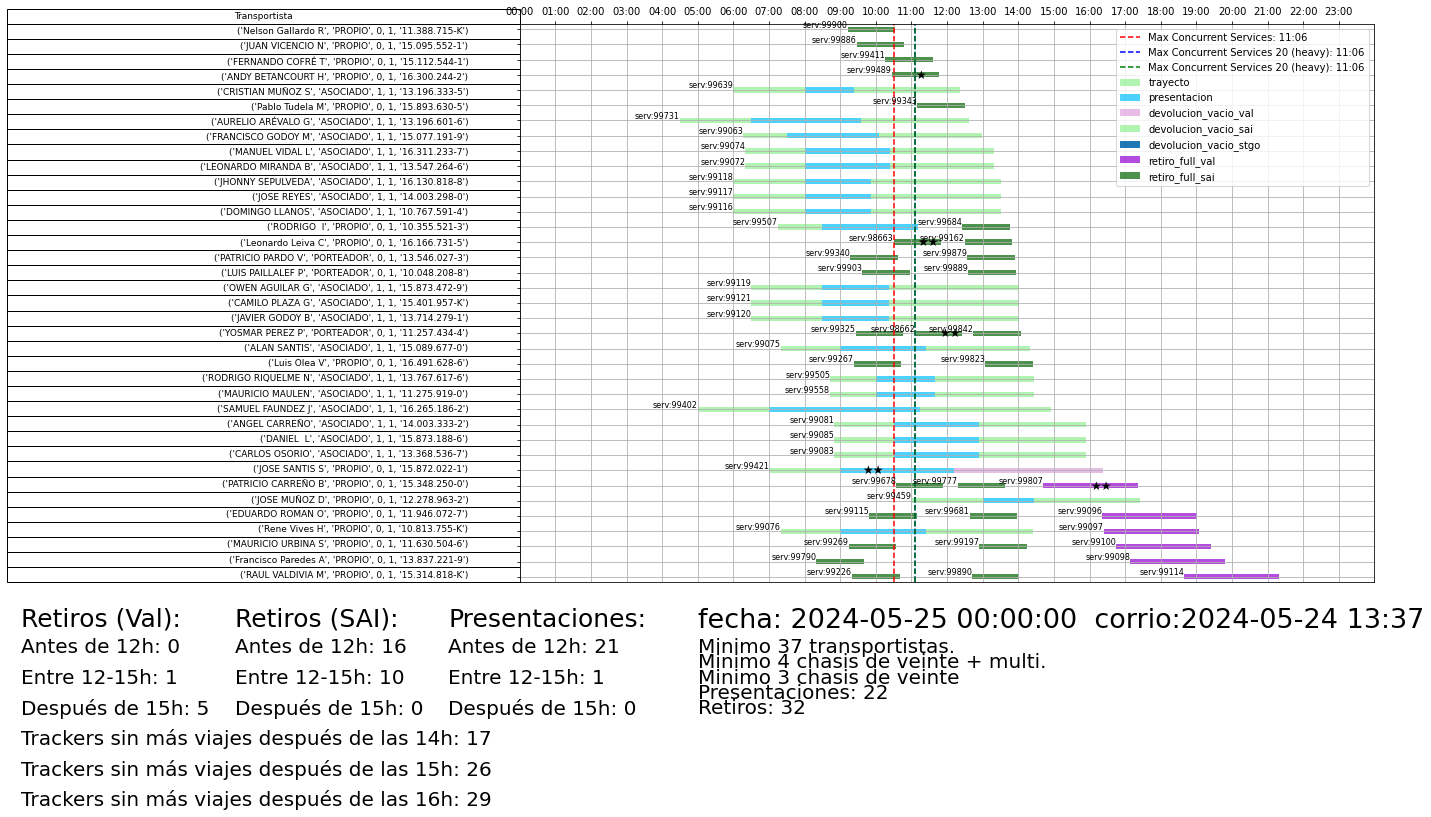 Transportista
00:00 01:00 02:00 03:00 04:00 05:00 06:00 07:00 08:00 09:00 10:00 11:00 12:00 13:00 14:00 15:00 16:00 17:00 18:00 19:00 20:00 21:00 22:00 23:00
('Nelson Gallardo R', 'PROPIO', 0, 1, '11.388.715-K') serv:99900
('JUAN VICENCIO N', 'PROPIO', 0, 1, '15.095.552-1') serv:99886
('FERNANDO COFRÉ T', 'PROPIO', 0, 1, '15.112.544-1') serv:99411
('ANDY BETANCOURT H', 'PROPIO', 0, 1, '16.300.244-2') serv:99489
('CRISTIAN MUÑOZ S', 'ASOCIADO', 1, 1, '13.196.333-5') serv:99639
('Pablo Tudela M', 'PROPIO', 0, 1, '15.893.630-5') serv:99343
('AURELIO ARÉVALO G', 'ASOCIADO', 1, 1, '13.196.601-6') serv:99731
('FRANCISCO GODOY M', 'ASOCIADO', 1, 1, '15.077.191-9') serv:99063
('MANUEL VIDAL L', 'ASOCIADO', 1, 1, '16.311.233-7') serv:99074
('LEONARDO MIRANDA B', 'ASOCIADO', 1, 1, '13.547.264-6') serv:99072
('JHONNY SEPULVEDA', 'ASOCIADO', 1, 1, '16.130.818-8') serv:99118
('JOSE REYES', 'ASOCIADO', 1, 1, '14.003.298-0') serv:99117
('DOMINGO LLANOS', 'ASOCIADO', 1, 1, '10.767.591-4') serv:99116
('RODRIGO  I', 'PROPIO', 0, 1, '10.355.521-3') serv:99507 serv:99684
('Leonardo Leiva C', 'PROPIO', 0, 1, '16.166.731-5') serv:98663 serv:99162
('PATRICIO PARDO V', 'PORTEADOR', 0, 1, '13.546.027-3') serv:99340 serv:99879
('LUIS PAILLALEF P', 'PORTEADOR', 0, 1, '10.048.208-8') serv:99903 serv:99889
('OWEN AGUILAR G', 'ASOCIADO', 1, 1, '15.873.472-9') serv:99119
('CAMILO PLAZA G', 'ASOCIADO', 1, 1, '15.401.957-K') serv:99121
('JAVIER GODOY B', 'ASOCIADO', 1, 1, '13.714.279-1') serv:99120
('YOSMAR PEREZ P', 'PORTEADOR', 0, 1, '11.257.434-4') serv:99325 serv:98662 serv:99842
('ALAN SANTIS', 'ASOCIADO', 1, 1, '15.089.677-0') serv:99075
('Luis Olea V', 'PROPIO', 0, 1, '16.491.628-6') serv:99267 serv:99823
('RODRIGO RIQUELME N', 'ASOCIADO', 1, 1, '13.767.617-6') serv:99505
('MAURICIO MAULEN', 'ASOCIADO', 1, 1, '11.275.919-0') serv:99558
('SAMUEL FAUNDEZ J', 'ASOCIADO', 1, 1, '16.265.186-2') serv:99402
('ANGEL CARREÑO', 'ASOCIADO', 1, 1, '14.003.333-2') serv:99081
('DANIEL  L', 'ASOCIADO', 1, 1, '15.873.188-6') serv:99085
('CARLOS OSORIO', 'ASOCIADO', 1, 1, '13.368.536-7') serv:99083
('JOSE SANTIS S', 'PROPIO', 0, 1, '15.872.022-1') serv:99421
('PATRICIO CARREÑO B', 'PROPIO', 0, 1, '15.348.250-0') serv:99678 serv:99777 serv:99807
('JOSE MUÑOZ D', 'PROPIO', 0, 1, '12.278.963-2') serv:99459
('EDUARDO ROMAN O', 'PROPIO', 0, 1, '11.946.072-7') serv:99115 serv:99681 serv:99096
('Rene Vives H', 'PROPIO', 0, 1, '10.813.755-K') serv:99076 serv:99097
('MAURICIO URBINA S', 'PROPIO', 0, 1, '11.630.504-6') serv:99269 serv:99197 serv:99100
('Francisco Paredes A', 'PROPIO', 0, 1, '13.837.221-9') serv:99790 serv:99098
('RAUL VALDIVIA M', 'PROPIO', 0, 1, '15.314.818-K') serv:99226 serv:99890 serv:99114
Max Concurrent Services: 11:06
Max Concurrent Services 20 (heavy): 11:06
Max Concurrent Services 20 (heavy): 11:06
trayecto
presentacion
devolucion_vacio_val
devolucion_vacio_sai
devolucion_vacio_stgo
retiro_full_val
retiro_full_sai
Retiros (Val):
Antes de 12h: 0
Entre 12-15h: 1
Después de 15h: 5
Retiros (SAI):
Antes de 12h: 16
Entre 12-15h: 10
Después de 15h: 0
Presentaciones:
Antes de 12h: 21
Entre 12-15h: 1
Después de 15h: 0
Trackers sin más viajes después de las 14h: 17
Trackers sin más viajes después de las 15h: 26
Trackers sin más viajes después de las 16h: 29
fecha: 2024-05-25 00:00:00  corrio:2024-05-24 13:37
Minimo 37 transportistas.
Minimo 4 chasis de veinte + multi.
Minimo 3 chasis de veinte
Presentaciones: 22
Retiros: 32